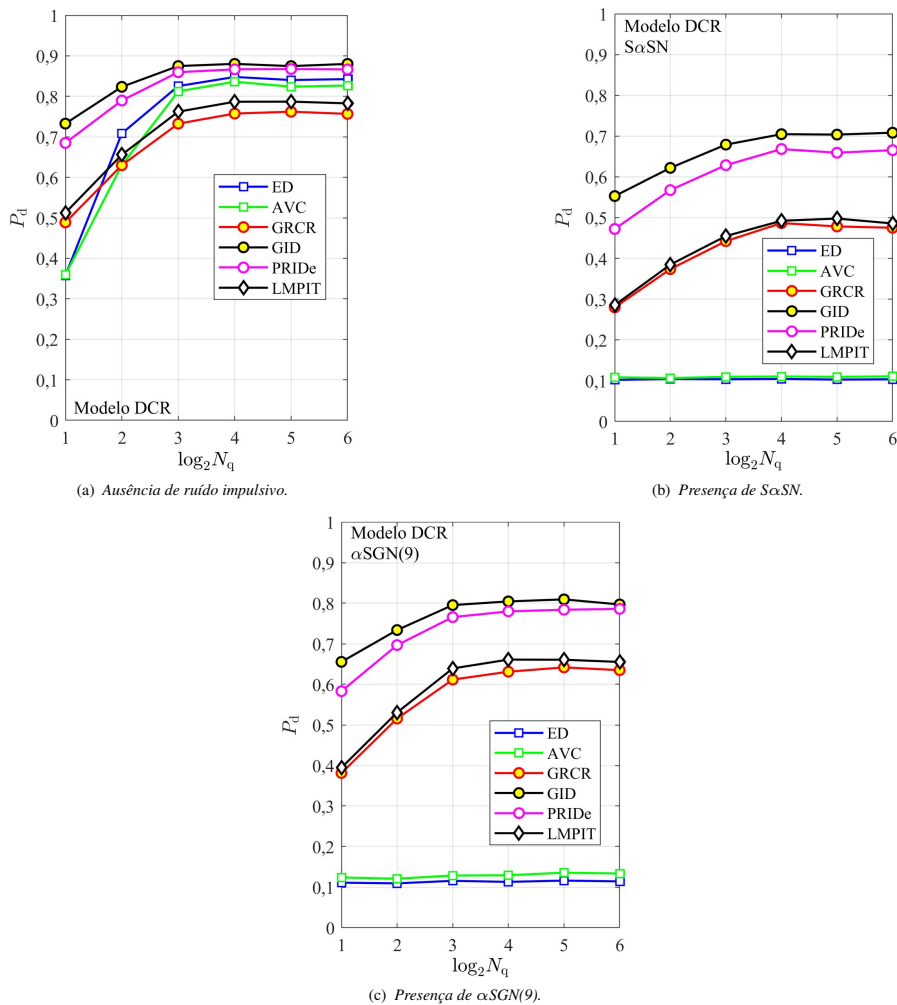 1
0,9
0,8
0,7
0,6
0,5
0,4
0,3
0,2
0,1
0
P_d
ED
AVC
GRCR
GID
PRIDe
LMPIT
Modelo DCR
1 2 3 4 5 6
log₂N_q
(a) Ausência de ruído impulsivo.
1
0,9
0,8
0,7
0,6
0,5
0,4
0,3
0,2
0,1
0
P_d
Modelo DCR
SαSN
ED
AVC
GRCR
GID
PRIDe
LMPIT
1 2 3 4 5 6
log₂N_q
(b) Presença de SαSN.
1
0,9
0,8
0,7
0,6
0,5
0,4
0,3
0,2
0,1
0
P_d
Modelo DCR
αSGN(9)
ED
AVC
GRCR
GID
PRIDe
LMPIT
1 2 3 4 5 6
log₂N_q
(c) Presença de αSGN(9).